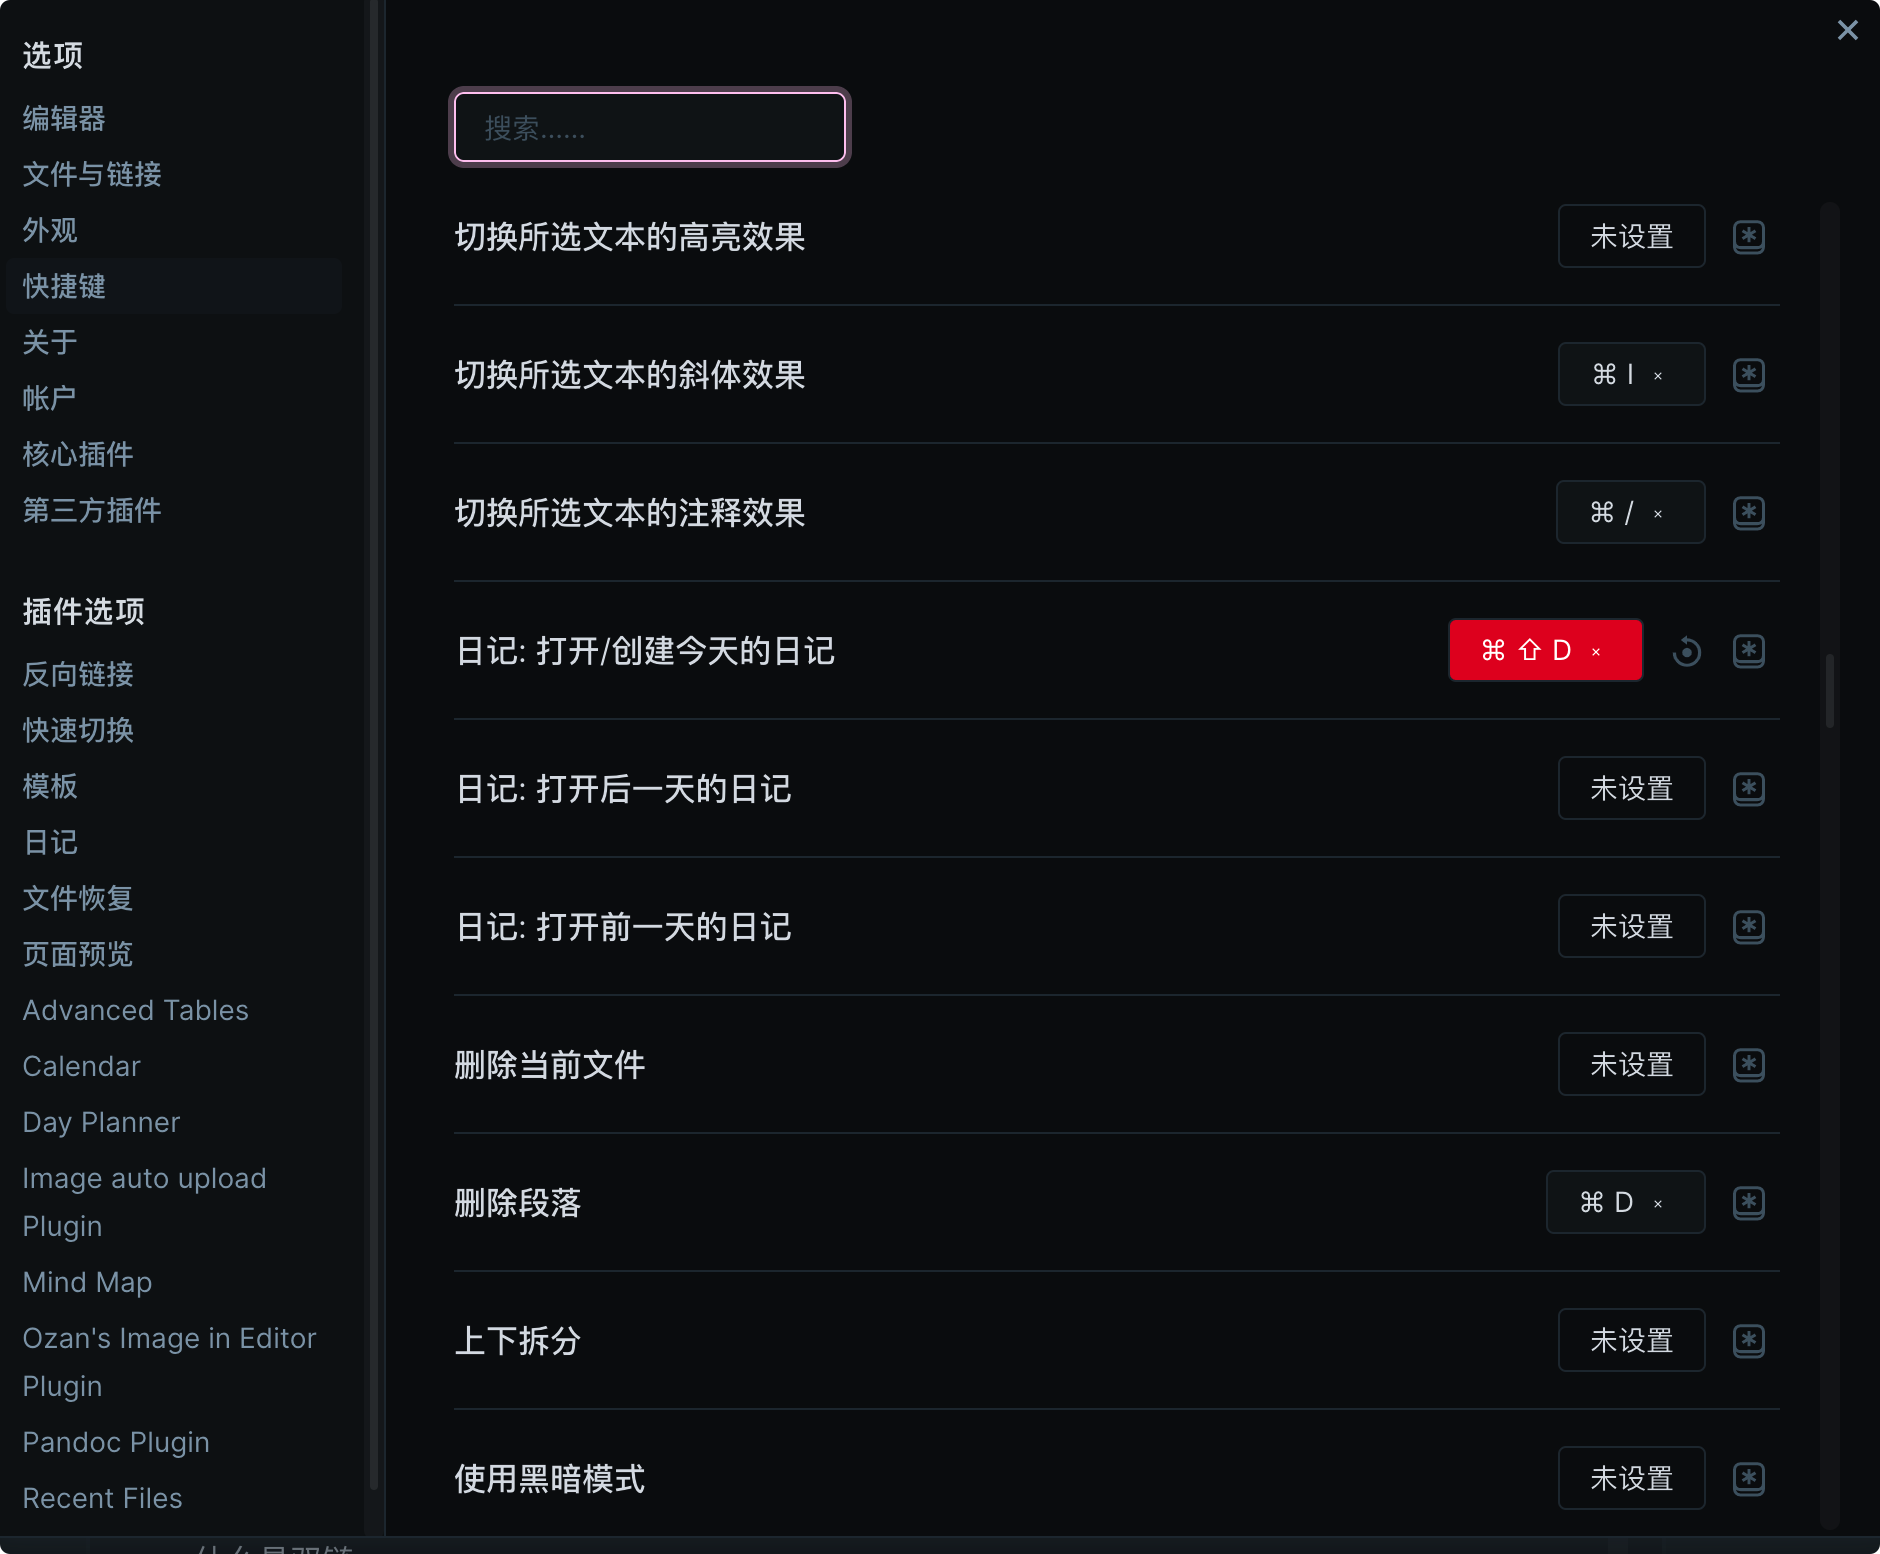 选项
编辑器
文件与链接
外观
快捷键
关于
帐户
核心插件
第三方插件
插件选项
反向链接
快速切换
模板
日记
文件恢复
页面预览
Advanced Tables
Calendar
Day Planner
Image auto upload
Plugin
Mind Map
Ozan's Image in Editor
Plugin
Pandoc Plugin
Recent Files
搜索……
切换所选文本的高亮效果 未设置
切换所选文本的斜体效果 ⌘ I ×
切换所选文本的注释效果 ⌘ / ×
日记: 打开/创建今天的日记 ⌘ ⇧ D ×
日记: 打开后一天的日记 未设置
日记: 打开前一天的日记 未设置
删除当前文件 未设置
删除段落 ⌘ D ×
上下拆分 未设置
使用黑暗模式 未设置